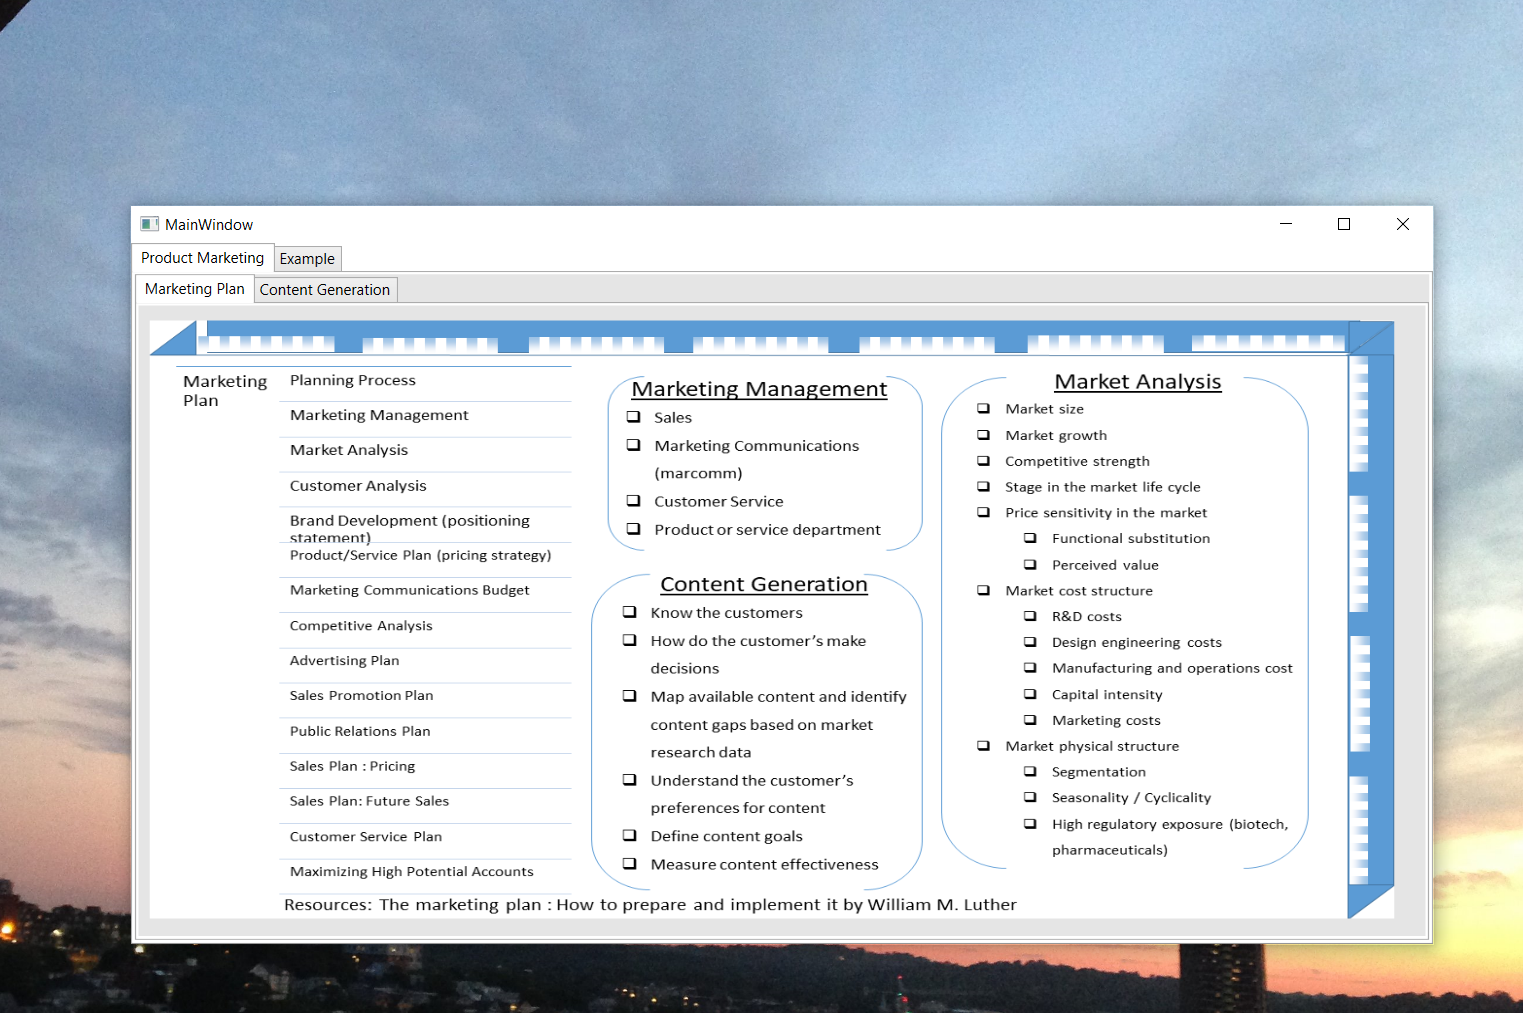 MainWindow
Product Marketing
Example
Marketing Plan
Content Generation
Marketing
Plan
Planning Process
Marketing Management
Market Analysis
Customer Analysis
Brand Development (positioning
statement)
Product/Service Plan (pricing strategy)
Marketing Communications Budget
Competitive Analysis
Advertising Plan
Sales Promotion Plan
Public Relations Plan
Sales Plan : Pricing
Sales Plan: Future Sales
Customer Service Plan
Maximizing High Potential Accounts
Marketing Management
Sales
Marketing Communications
(marcomm)
Customer Service
Product or service department
Content Generation
Know the customers
How do the customer’s make
decisions
Map available content and identify
content gaps based on market
research data
Understand the customer’s
preferences for content
Define content goals
Measure content effectiveness
Market Analysis
Market size
Market growth
Competitive strength
Stage in the market life cycle
Price sensitivity in the market
Functional substitution
Perceived value
Market cost structure
R&D costs
Design engineering costs
Manufacturing and operations cost
Capital intensity
Marketing costs
Market physical structure
Segmentation
Seasonality / Cyclicality
High regulatory exposure (biotech,
pharmaceuticals)
Resources: The marketing plan : How to prepare and implement it by William M. Luther